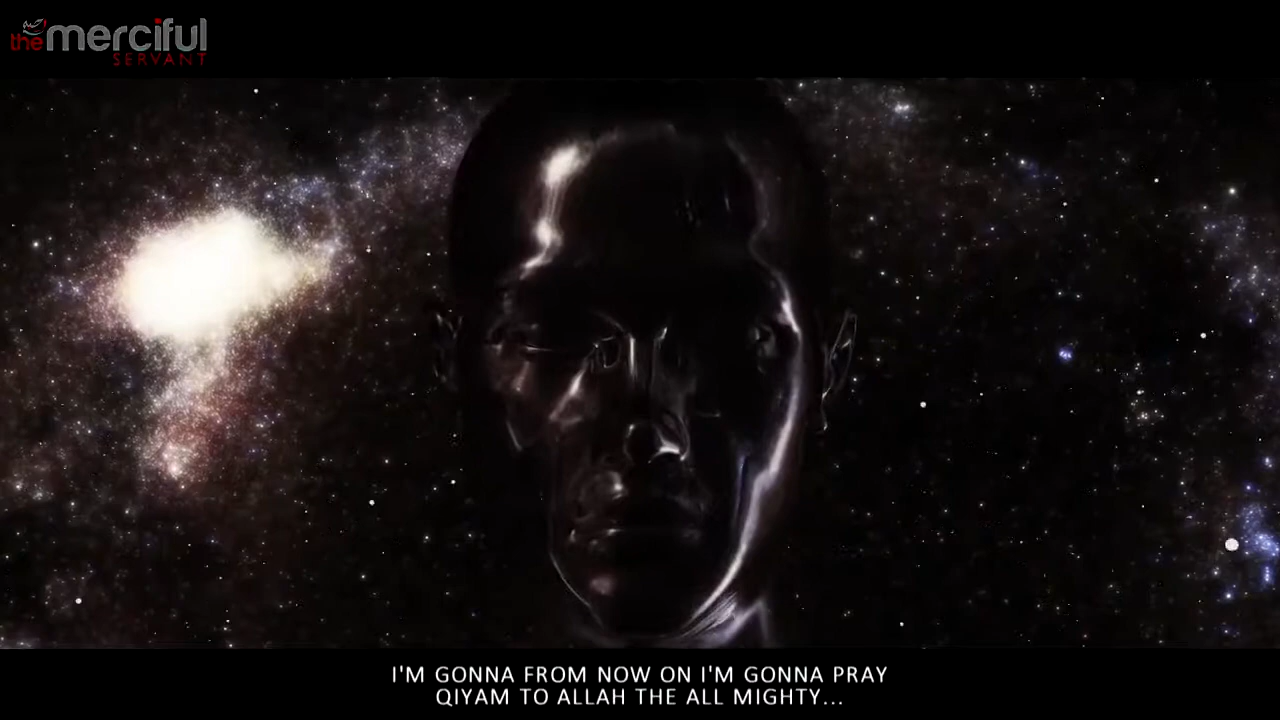 the merciful
SERVANT
I'M GONNA FROM NOW ON I'M GONNA PRAY
QIYAM TO ALLAH THE ALL MIGHTY...